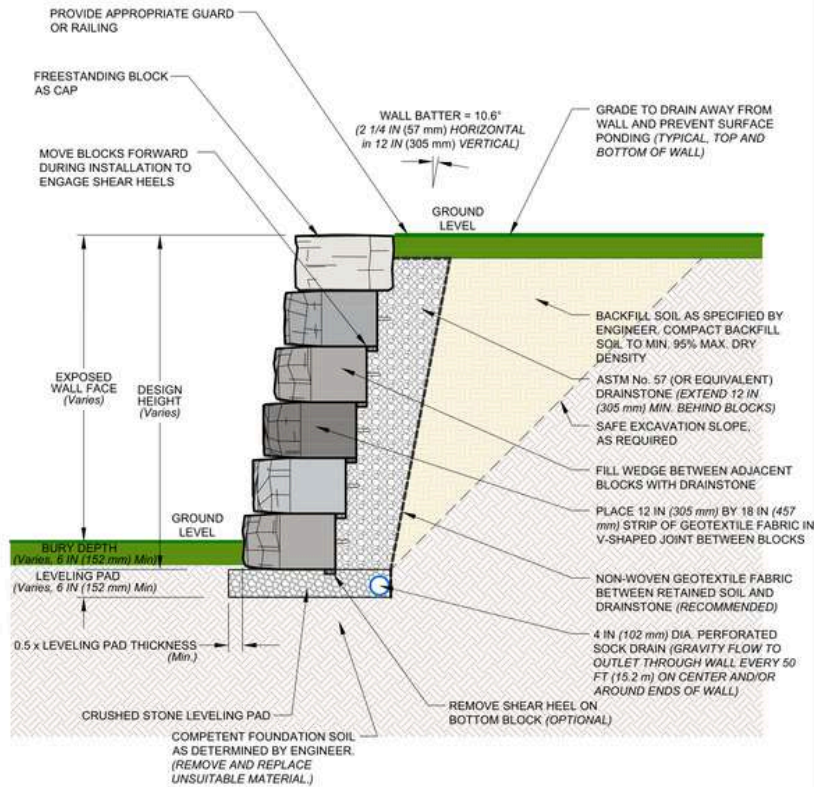 PROVIDE APPROPRIATE GUARD
OR RAILING
FREESTANDING BLOCK
AS CAP
WALL BATTER = 10.6°
(2 1/4 IN (57 mm) HORIZONTAL
in 12 IN (305 mm) VERTICAL)
GRADE TO DRAIN AWAY FROM
WALL AND PREVENT SURFACE
PONDING (TYPICAL, TOP AND
BOTTOM OF WALL)
MOVE BLOCKS FORWARD
DURING INSTALLATION TO
ENGAGE SHEAR HEELS
GROUND
LEVEL
BACKFILL SOIL AS SPECIFIED BY
ENGINEER. COMPACT BACKFILL
SOIL TO MIN. 95% MAX. DRY
DENSITY
EXPOSED
WALL FACE
(Varies)
DESIGN
HEIGHT
(Varies)
ASTM No. 57 (OR EQUIVALENT)
DRAINSTONE (EXTEND 12 IN
(305 mm) MIN. BEHIND BLOCKS)
SAFE EXCAVATION SLOPE,
AS REQUIRED
FILL WEDGE BETWEEN ADJACENT
BLOCKS WITH DRAINSTONE
PLACE 12 IN (305 mm) BY 18 IN (457
mm) STRIP OF GEOTEXTILE FABRIC IN
V-SHAPED JOINT BETWEEN BLOCKS
GROUND
LEVEL
BURY DEPTH
(Varies, 6 IN (152 mm) Min)
LEVELING PAD
(Varies, 6 IN (152 mm) Min)
NON-WOVEN GEOTEXTILE FABRIC
BETWEEN RETAINED SOIL AND
DRAINSTONE (RECOMMENDED)
0.5 x LEVELING PAD THICKNESS
(Min.)
4 IN (102 mm) DIA. PERFORATED
SOCK DRAIN (GRAVITY FLOW TO
OUTLET THROUGH WALL EVERY 50
FT (15.2 m) ON CENTER AND/OR
AROUND ENDS OF WALL)
CRUSHED STONE LEVELING PAD
REMOVE SHEAR HEEL ON
BOTTOM BLOCK (OPTIONAL)
COMPETENT FOUNDATION SOIL
AS DETERMINED BY ENGINEER.
(REMOVE AND REPLACE
UNSUITABLE MATERIAL.)